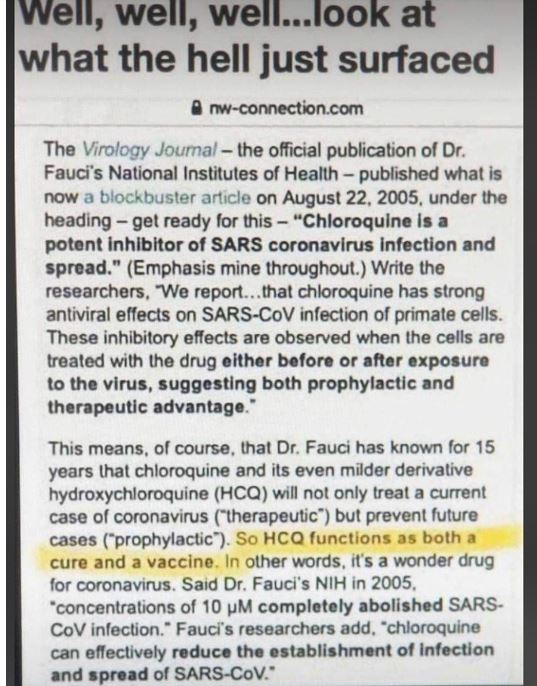 Well, well, well...look at
what the hell just surfaced
nw-connection.com
The Virology Journal – the official publication of Dr.
Fauci's National Institutes of Health – published what is
now a blockbuster article on August 22, 2005, under the
heading – get ready for this – “Chloroquine is a
potent inhibitor of SARS coronavirus infection and
spread.” (Emphasis mine throughout.) Write the
researchers, “We report...that chloroquine has strong
antiviral effects on SARS-CoV infection of primate cells.
These inhibitory effects are observed when the cells are
treated with the drug either before or after exposure
to the virus, suggesting both prophylactic and
therapeutic advantage.”
This means, of course, that Dr. Fauci has known for 15
years that chloroquine and its even milder derivative
hydroxychloroquine (HCQ) will not only treat a current
case of coronavirus (“therapeutic”) but prevent future
cases (“prophylactic”). So HCQ functions as both a
cure and a vaccine. In other words, it's a wonder drug
for coronavirus. Said Dr. Fauci's NIH in 2005,
“concentrations of 10 μM completely abolished SARS-
CoV infection.” Fauci's researchers add, “chloroquine
can effectively reduce the establishment of infection
and spread of SARS-CoV.”